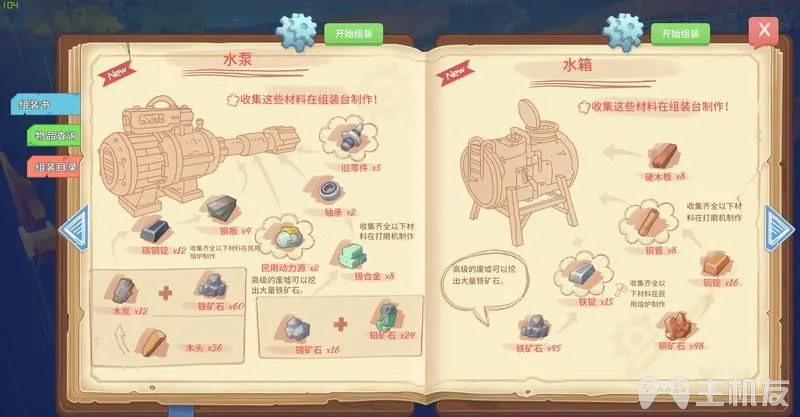 104
开始组装
开始组装
X
水泵
New
收集这些材料在组装台制作!
组装书
物品查询
组装目录
旧零件 x5
轴承 x2
钢板 x4
碳钢锭 x12
收集齐全以下材料在民用
熔炉制作
民用动力源 x2
高级的废墟可以挖
出大量铁矿石。
收集齐全以下材
料在打磨机制作
锡合金 x8
木炭 x12
+
铁矿石 x60
木头 x36
锡矿石 x16
+
铅矿石 x24
水箱
New
收集这些材料在组装台制作!
硬木板 x8
收集齐全以下材
料在打磨机制作
铜管 x8
铜锭 x16
高级的废墟可以挖
出大量铁矿石。
铁锭 x15
收集齐全以
下材料在民
用熔炉制作
铁矿石 x45
铜矿石 x48
主机友